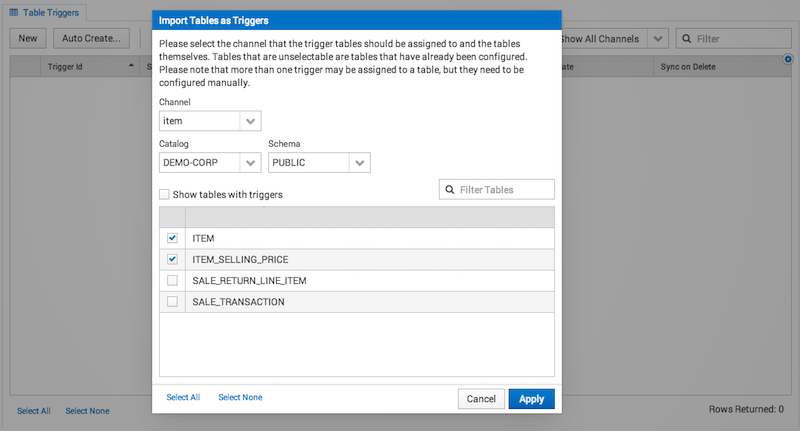 Table Triggers
New
Auto Create...
Show All Channels
Filter
Trigger Id
S
ate
Sync on Delete
Import Tables as Triggers
Please select the channel that the trigger tables should be assigned to and the tables
themselves. Tables that are unselectable are tables that have already been configured.
Please note that more than one trigger may be assigned to a table, but they need to be
configured manually.
Channel
item
Catalog
Schema
DEMO-CORP
PUBLIC
Show tables with triggers
Filter Tables
ITEM
ITEM_SELLING_PRICE
SALE_RETURN_LINE_ITEM
SALE_TRANSACTION
Select All
Select None
Cancel
Apply
Select All
Select None
Rows Returned: 0